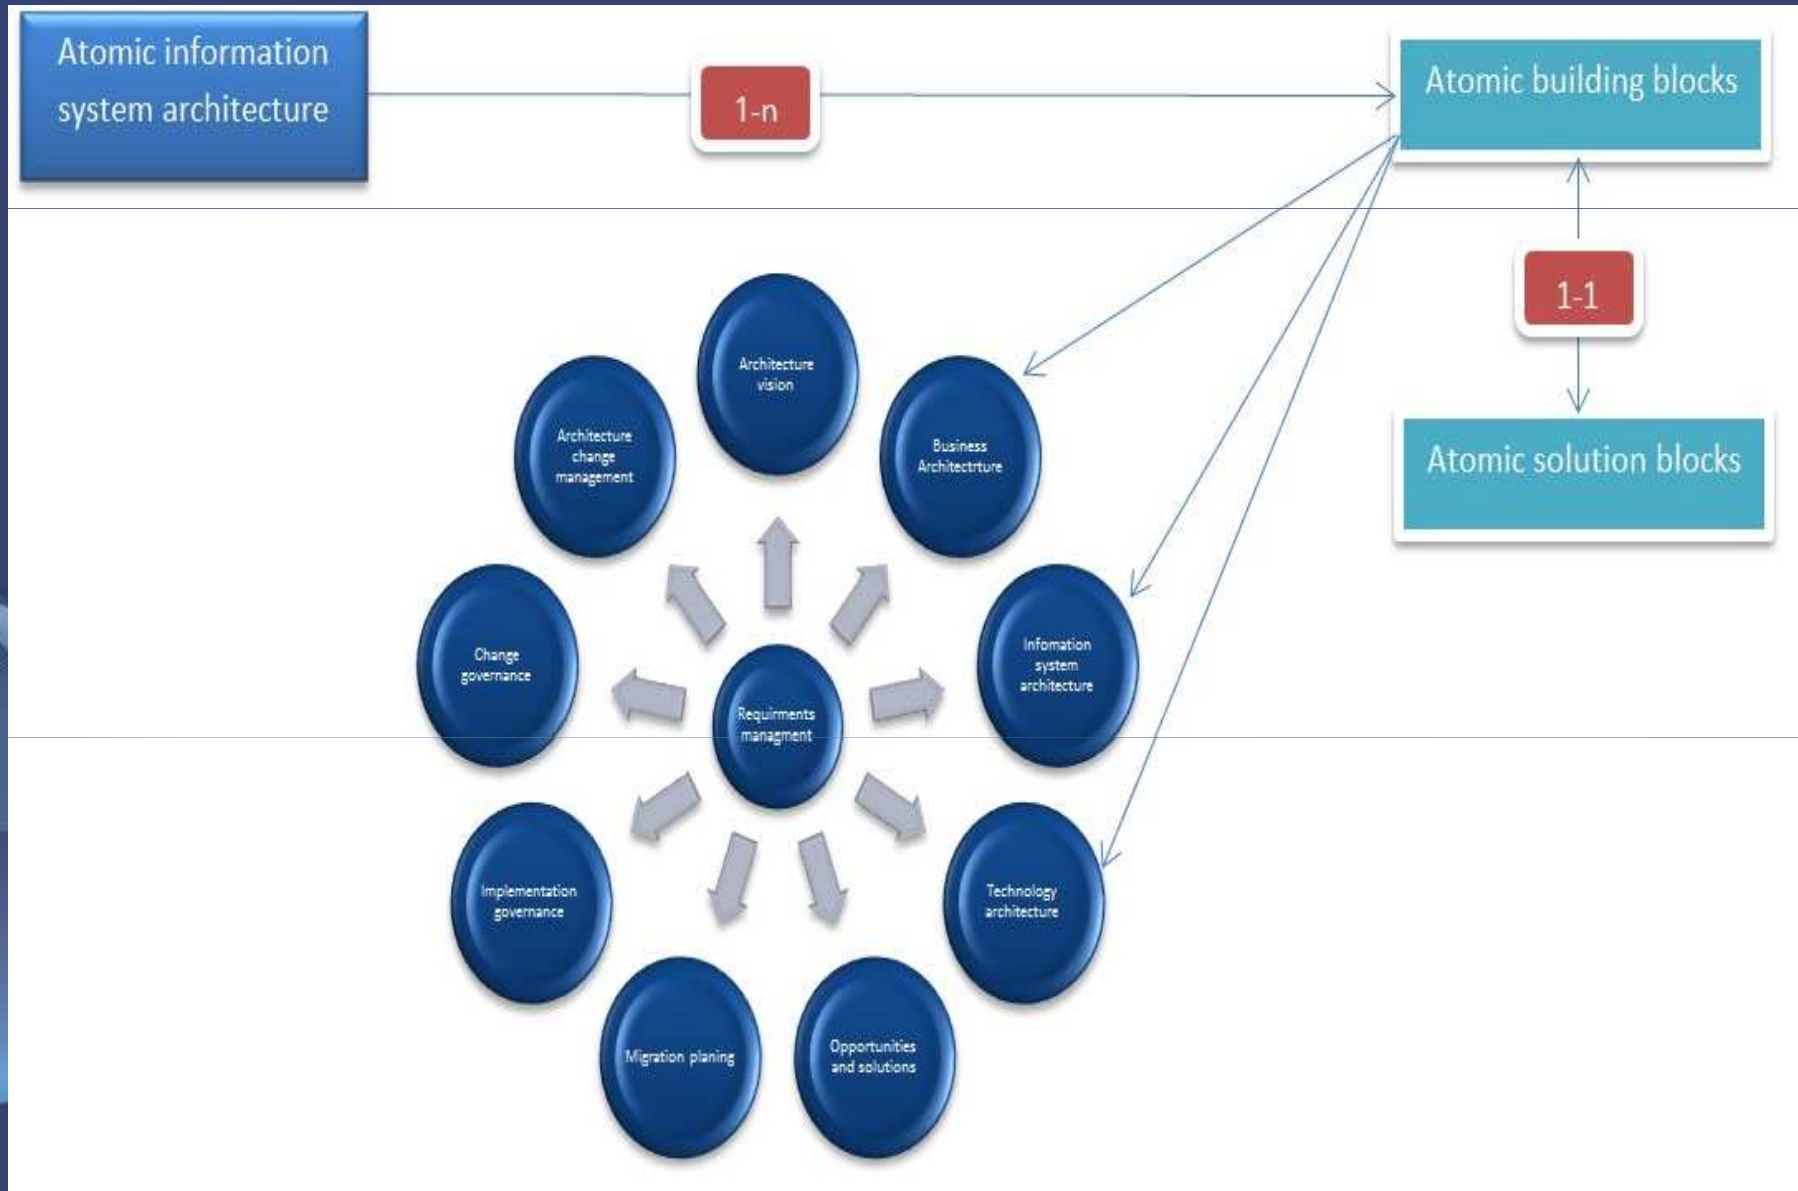 Atomic information
system architecture
1-n
Atomic building blocks
1-1
Atomic solution blocks
Architecture
vision
Business
Architectrture
Infomation
system
architecture
Technology
architecture
Opportunities
and solutions
Migration planing
Implementation
governance
Change
governance
Architecture
change
management
Requirments
managment